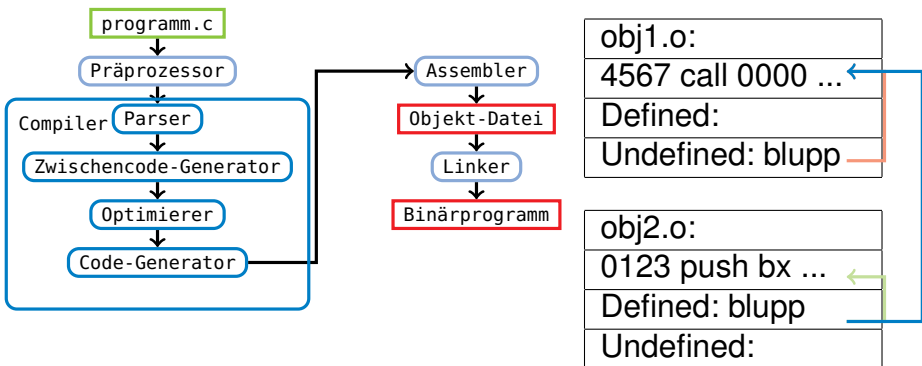 programm.c
Präprozessor
Compiler
Parser
Zwischencode-Generator
Optimierer
Code-Generator
Assembler
Objekt-Datei
Linker
Binärprogramm
obj1.o:
4567 call 0000 ...
Defined:
Undefined: blupp
obj2.o:
0123 push bx ...
Defined: blupp
Undefined: